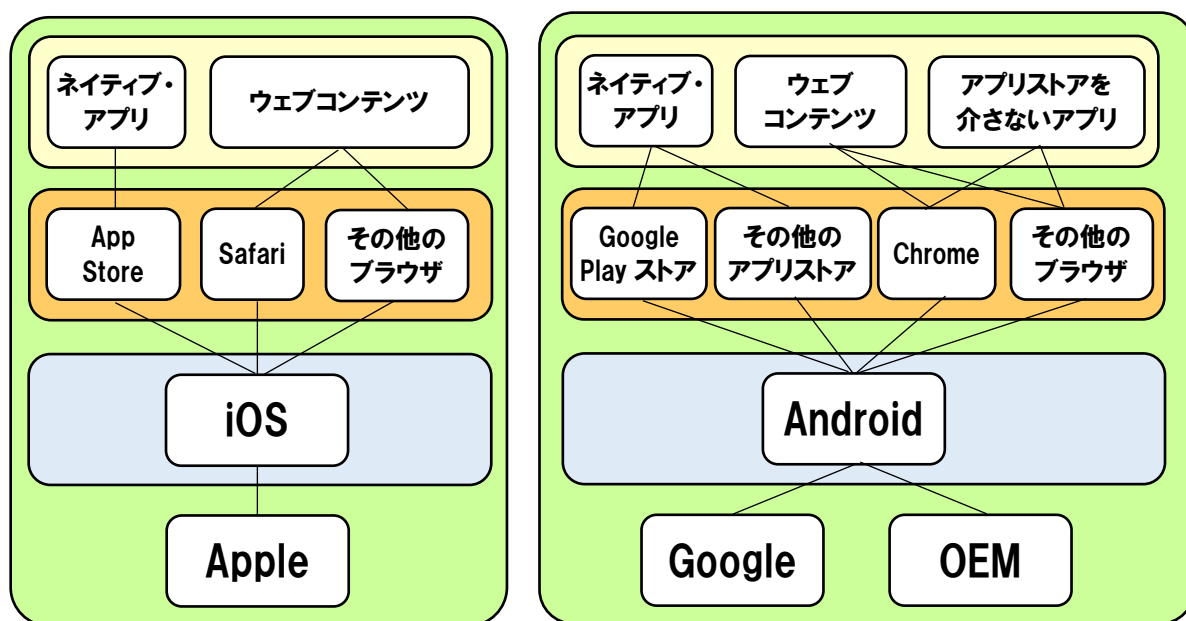 ネイティブ・
アプリ
ウェブコンテンツ
App
Store
Safari
その他の
ブラウザ
iOS
Apple
ネイティブ・
アプリ
ウェブ
コンテンツ
アプリストアを
介さないアプリ
Google
Play ストア
その他の
アプリストア
Chrome
その他の
ブラウザ
Android
Google
OEM